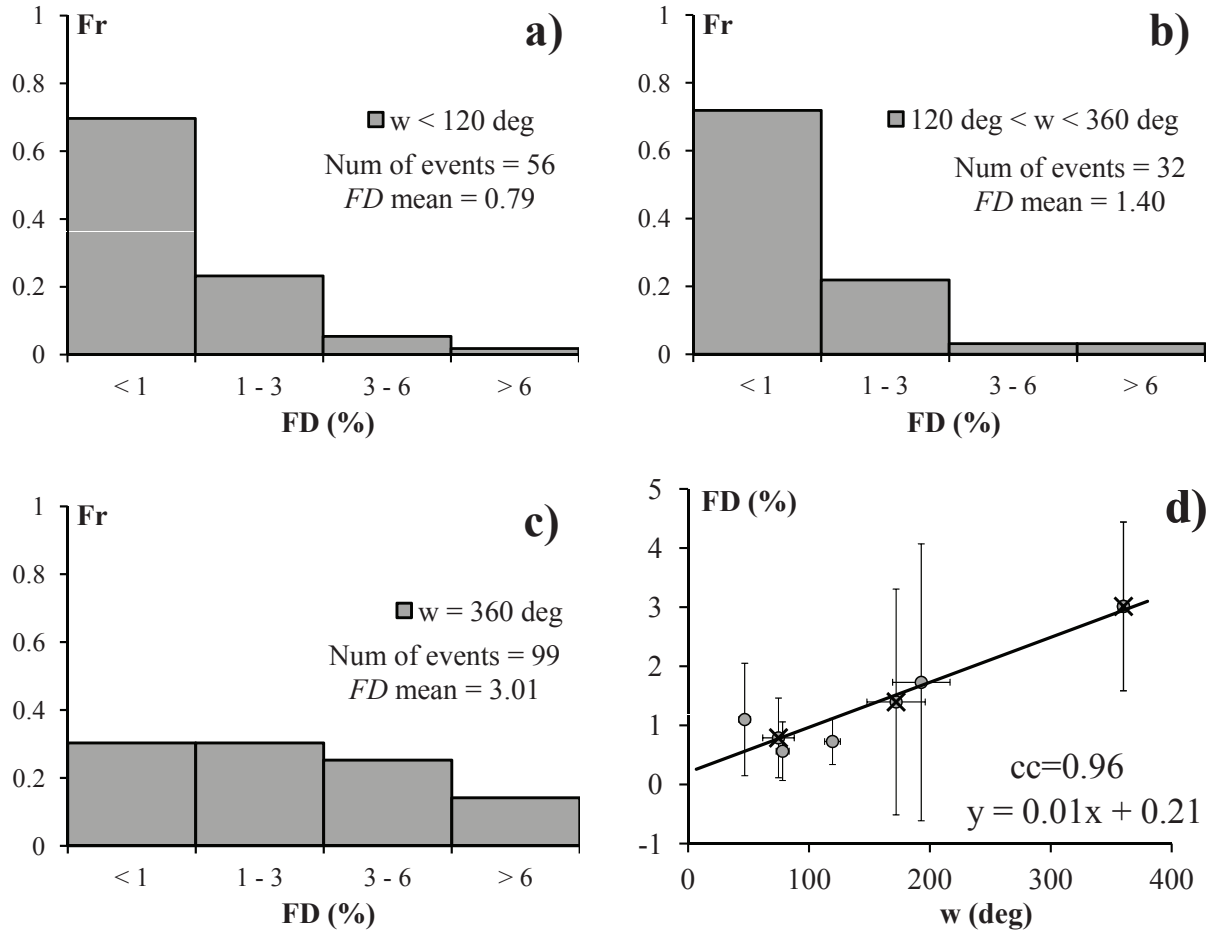 a)
Fr
1
0.8
0.6
0.4
0.2
0
w < 120 deg
Num of events = 56
FD mean = 0.79
< 1
1 - 3
3 - 6
> 6
FD (%)
b)
Fr
1
0.8
0.6
0.4
0.2
0
120 deg < w < 360 deg
Num of events = 32
FD mean = 1.40
< 1
1 - 3
3 - 6
> 6
FD (%)
c)
Fr
1
0.8
0.6
0.4
0.2
0
w = 360 deg
Num of events = 99
FD mean = 3.01
< 1
1 - 3
3 - 6
> 6
FD (%)
d)
FD (%)
5
4
3
2
1
0
-1
cc=0.96
y = 0.01x + 0.21
0
100
200
300
400
w (deg)